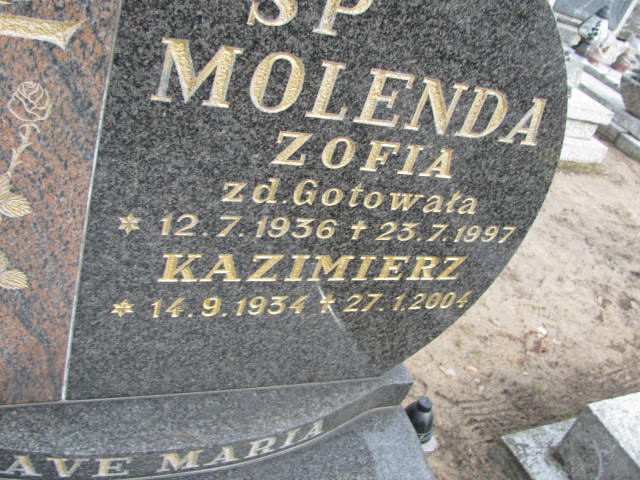 ŚP
MOLENDA
ZOFIA
zd. Gotowała
* 12.7.1936 † 23.7.1997
KAZIMIERZ
* 14.9.1934 † 27.1.2004
AVE MARIA